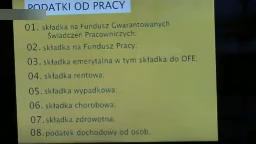 PODATKI OD PRACY
01. składka na Fundusz Gwarantowanych
Świadczeń Pracowniczych:
02. składka na Fundusz Pracy:
03. składka emerytalna w tym składka do OFE:
04. składka rentowa:
05. składka wypadkowa:
06. składka chorobowa:
07. składka zdrowotna:
08. podatek dochodowy od osób.